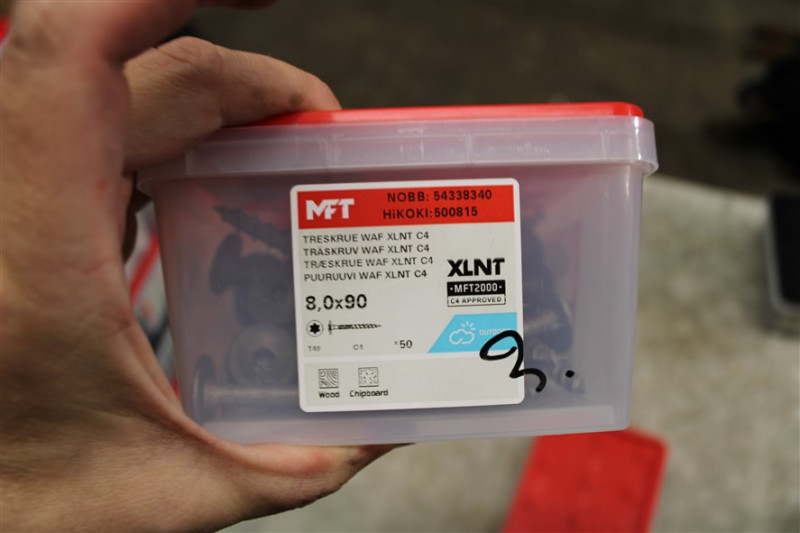 MFT
NOBB: 54338340
HiKOKI: 500815
TRESKRUE WAF XLNT C4
TRÄSKRUV WAF XLNT C4
TRÆSKRUE WAF XLNT C4
PUURUUVI WAF XLNT C4
XLNT
MFT2000
C4 APPROVED
8,0x90
T40 C4 x50
Wood Chipboard